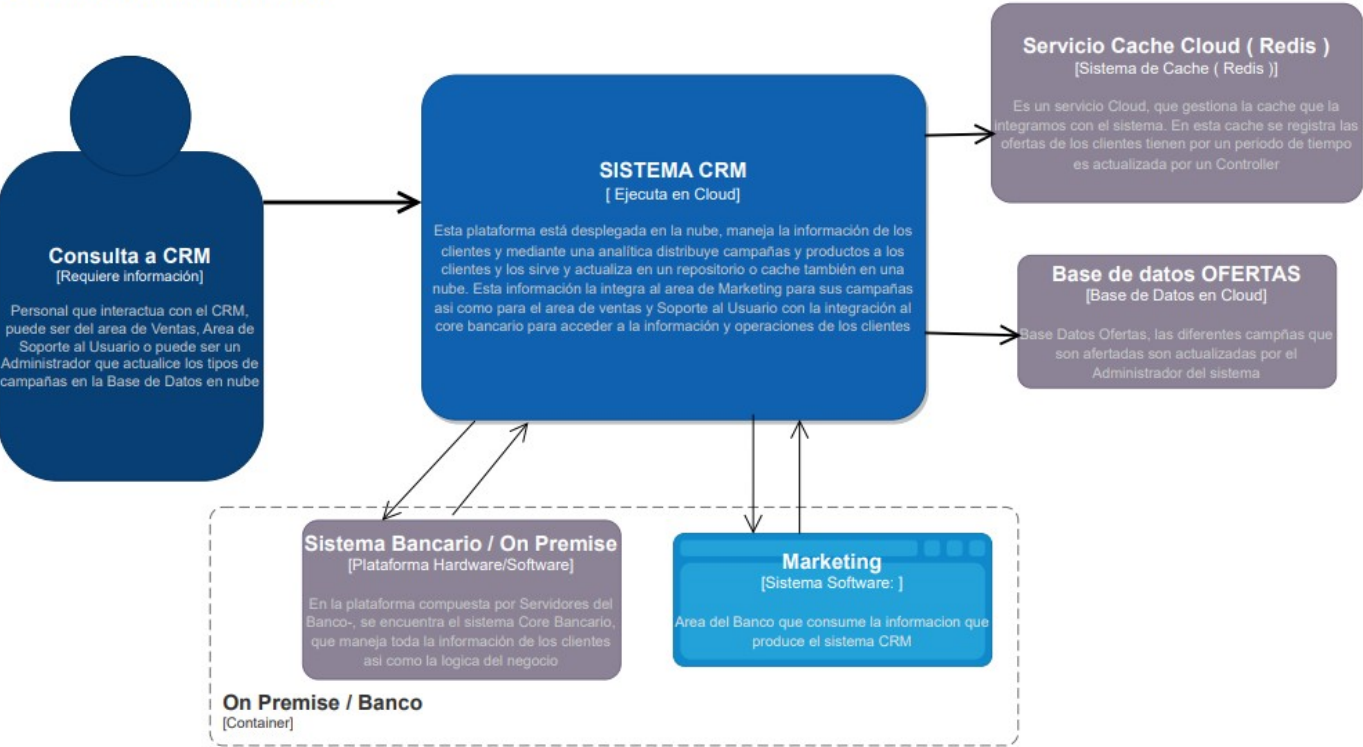 Servicio Cache Cloud ( Redis )
[Sistema de Cache ( Redis )]
Es un servicio Cloud, que gestiona la cache que la
integramos con el sistema. En esta cache se registra las
ofertas de los clientes tienen por un periodo de tiempo
es actualizada por un Controller
SISTEMA CRM
[ Ejecuta en Cloud]
Esta plataforma está desplegada en la nube, maneja la información de los
clientes y mediante una analítica distribuye campañas y productos a los
clientes y los sirve y actualiza en un repositorio o cache también en una
nube. Esta información la integra al area de Marketing para sus campañas
asi como para el area de ventas y Soporte al Usuario con la integración al
core bancario para acceder a la información y operaciones de los clientes
Consulta a CRM
[Requiere información]
Personal que interactua con el CRM,
puede ser del area de Ventas, Area de
Soporte al Usuario o puede ser un
Administrador que actualice los tipos de
campañas en la Base de Datos en nube
Base de datos OFERTAS
[Base de Datos en Cloud]
Base Datos Ofertas, las diferentes campñas que
son afertadas son actualizadas por el
Administrador del sistema
Sistema Bancario / On Premise
[Plataforma Hardware/Software]
En la plataforma compuesta por Servidores del
Banco-, se encuentra el sistema Core Bancario,
que maneja toda la información de los clientes
asi como la logica del negocio
Marketing
[Sistema Software: ]
Area del Banco que consume la informacion que
produce el sistema CRM
On Premise / Banco
[Container]